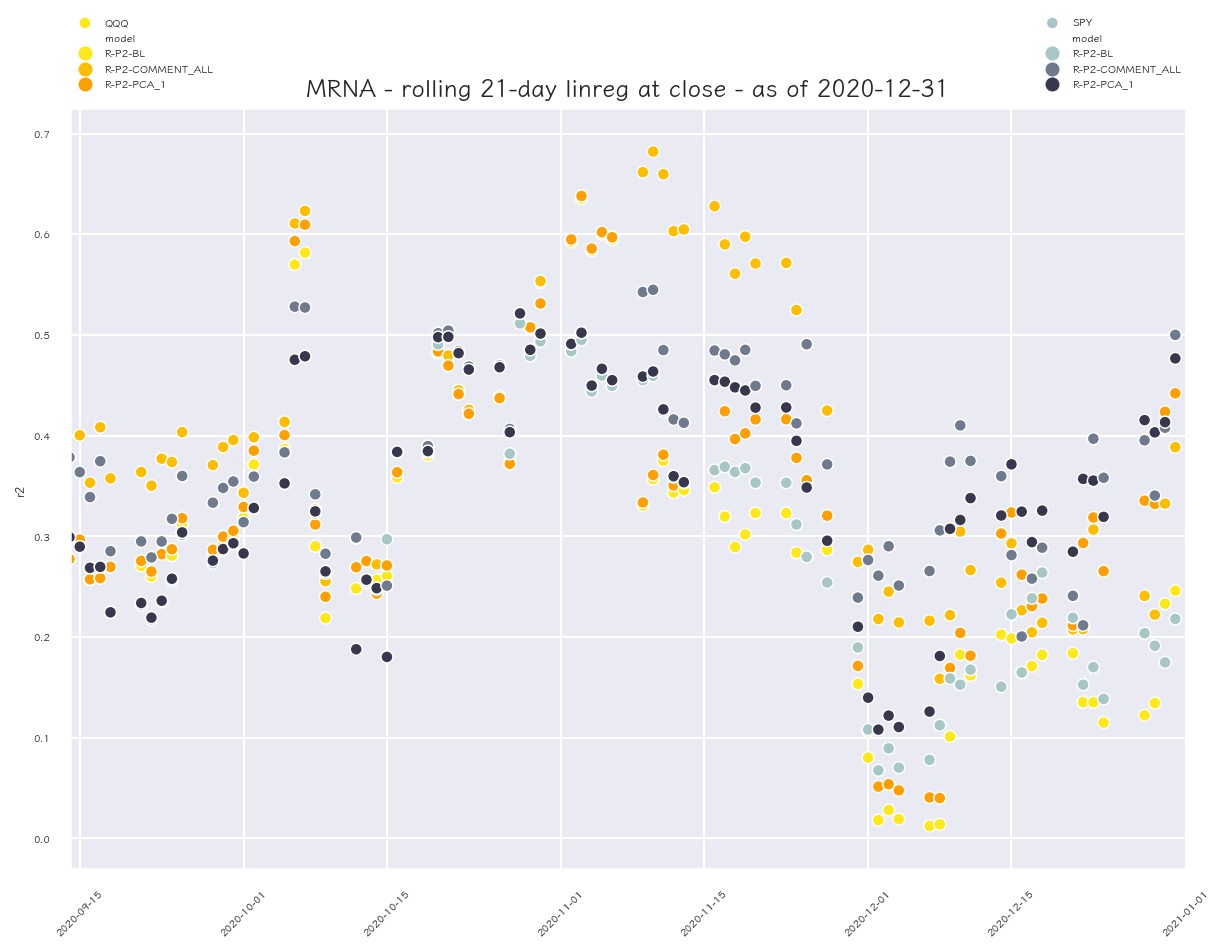 QQQ
model
R-P2-BL
R-P2-COMMENT_ALL
R-P2-PCA_1
SPY
model
R-P2-BL
R-P2-COMMENT_ALL
R-P2-PCA_1
MRNA - rolling 21-day linreg at close - as of 2020-12-31
0.7
0.6
0.5
0.4
0.3
0.2
0.1
0.0
r2
2020-09-15
2020-10-01
2020-10-15
2020-11-01
2020-11-15
2020-12-01
2020-12-15
2021-01-01